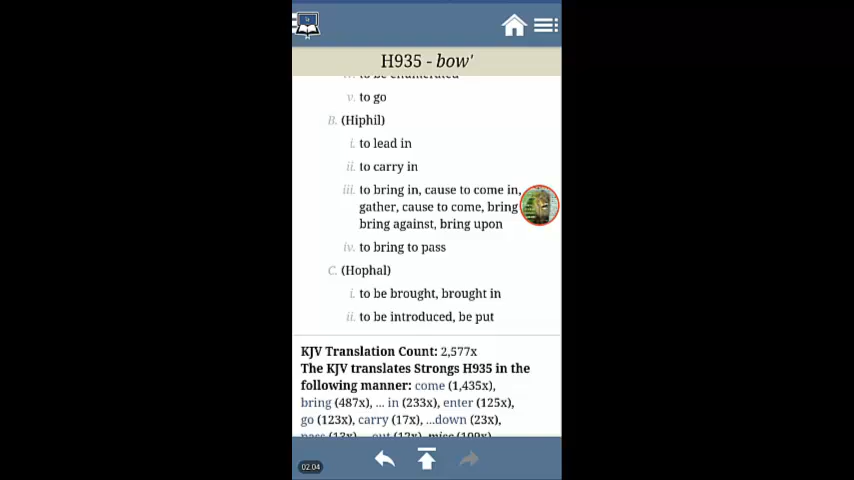 H935 - bow'
v. to go
B. (Hiphil)
i. to lead in
ii. to carry in
iii. to bring in, cause to come in,
gather, cause to come, bring
bring against, bring upon
iv. to bring to pass
C. (Hophal)
i. to be brought, brought in
ii. to be introduced, be put
KJV Translation Count: 2,577x
The KJV translates Strongs H935 in the
following manner: come (1,435x),
bring (487x), ... in (233x), enter (125x),
go (123x), carry (17x), ...down (23x),
02:04